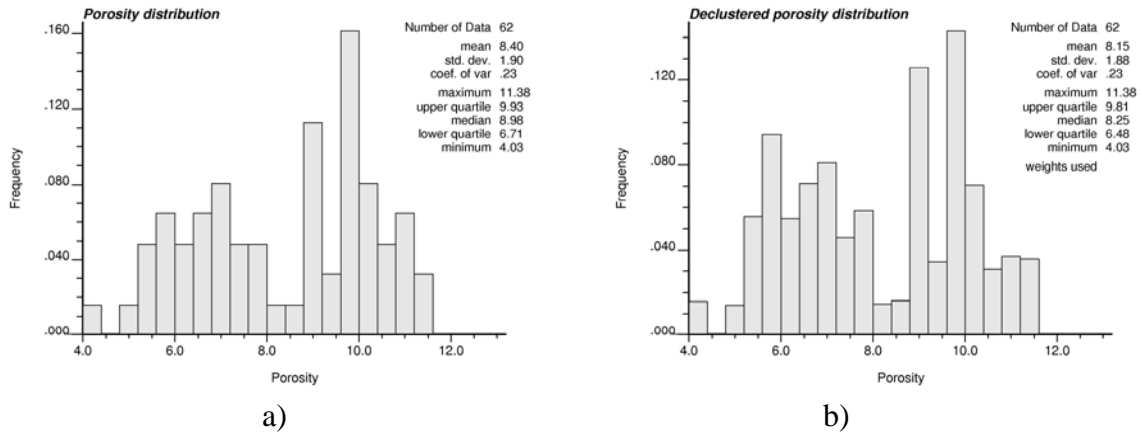 Porosity distribution
Number of Data 62
mean 8.40
std. dev. 1.90
coef. of var .23
maximum 11.38
upper quartile 9.93
median 8.98
lower quartile 6.71
minimum 4.03
Frequency
.160
.120
.080
.040
.000
4.0 6.0 8.0 10.0 12.0
Porosity
a)
Declustered porosity distribution
Number of Data 62
mean 8.15
std. dev. 1.88
coef. of var .23
maximum 11.38
upper quartile 9.81
median 8.25
lower quartile 6.48
minimum 4.03
weights used
Frequency
.120
.080
.040
.000
4.0 6.0 8.0 10.0 12.0
Porosity
b)